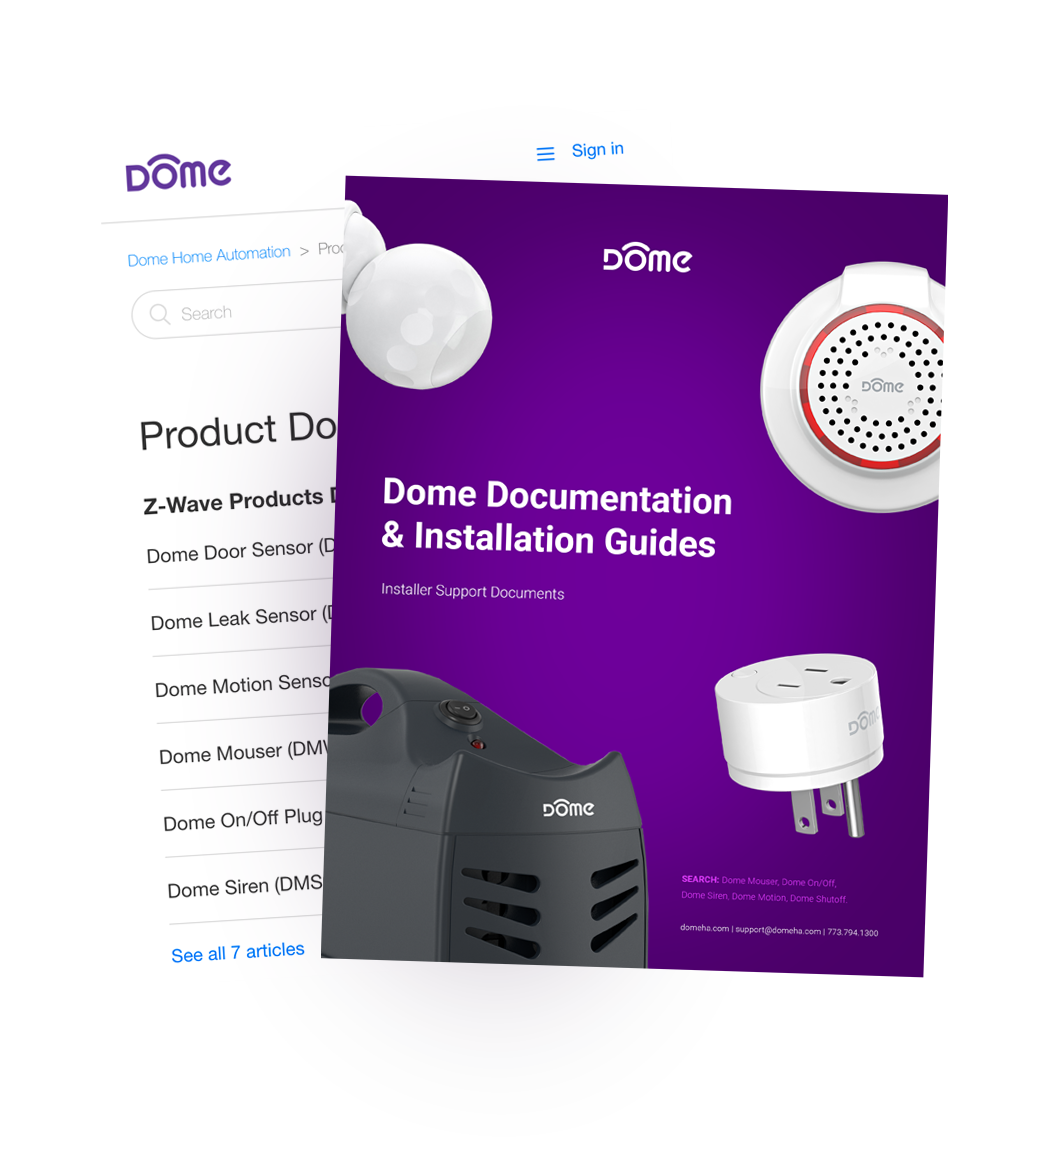 Dome
Sign in
Dome Home Automation > Proc
Search
Product Do
Z-Wave Products D
Dome Door Sensor (D
Dome Leak Sensor (D
Dome Motion Senso
Dome Mouser (DMV
Dome On/Off Plug
Dome Siren (DMS
See all 7 articles
Dome
Dome
Dome Documentation
& Installation Guides
Installer Support Documents
Dome
Dome
SEARCH: Dome Mouser, Dome On/Off,
Dome Siren. Dome Motion, Dome Shutoff.
domeha.com | support@domeha.com | 773.794.1300